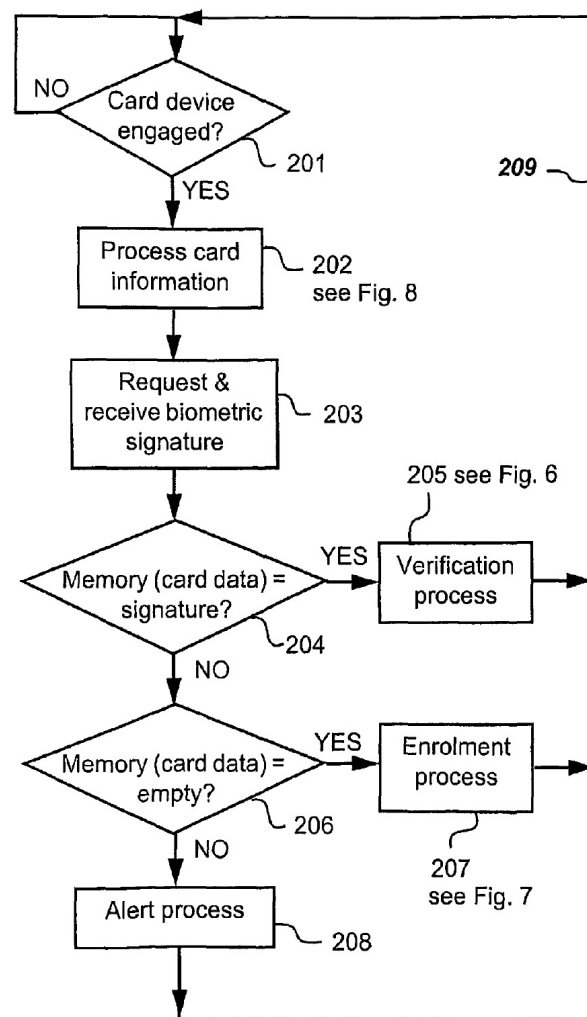 NO
Card device
engaged?
201
209
YES
Process card
information
202
see Fig. 8
Request &
receive biometric
signature
203
205 see Fig. 6
YES
Memory (card data) =
signature?
Verification
process
204
NO
YES
Memory (card data) =
empty?
Enrolment
process
206
NO
207
see Fig. 7
Alert process
208